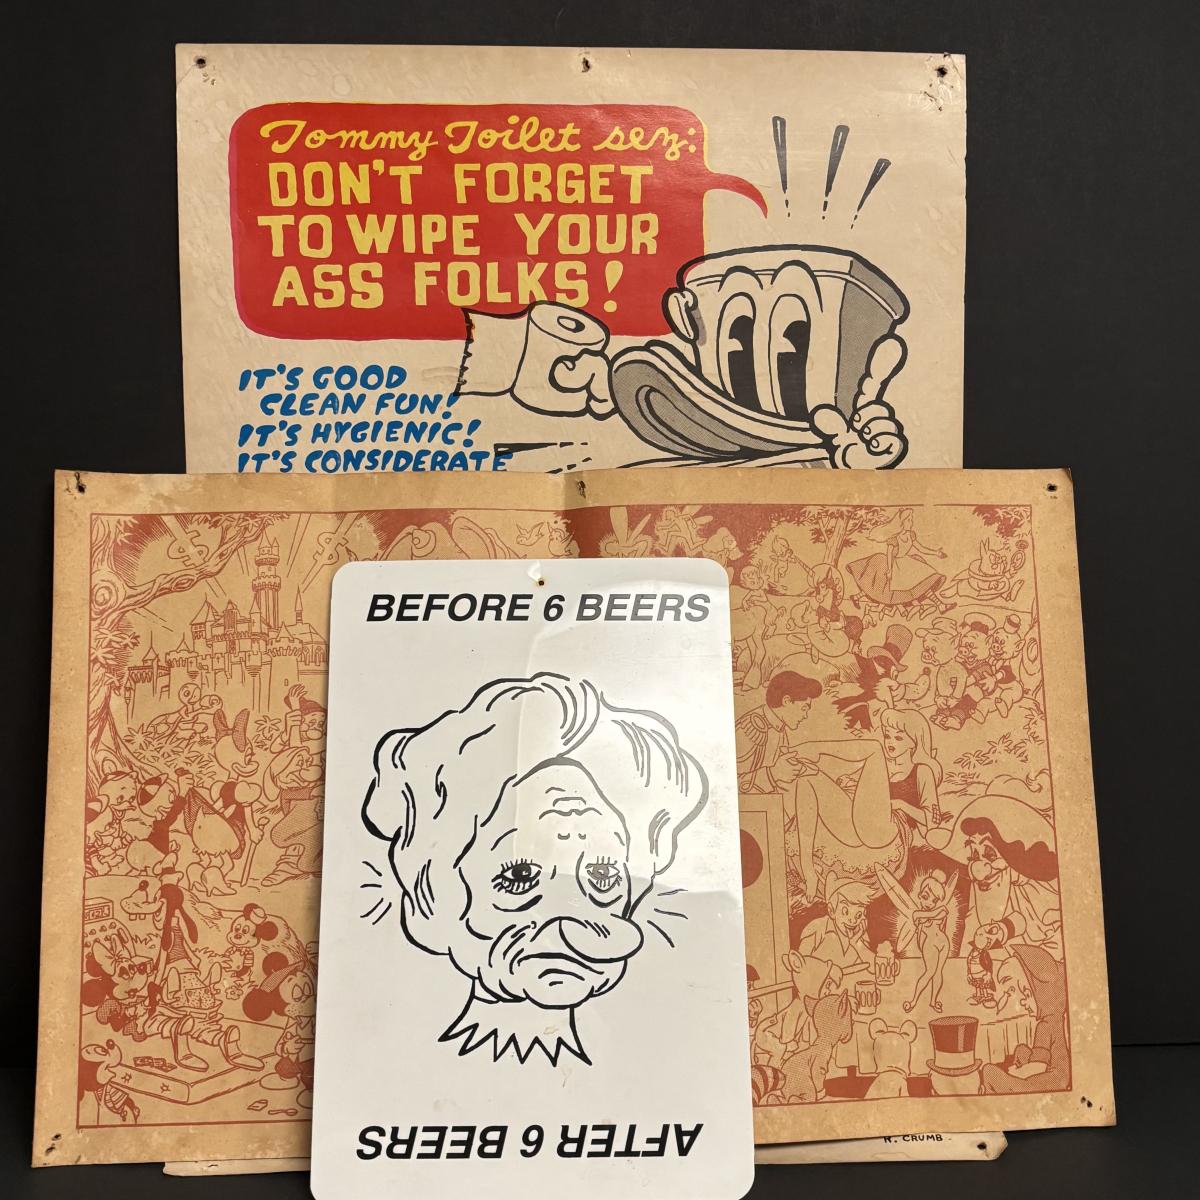 Tommy Toilet sez:
DON'T FORGET
TO WIPE YOUR
ASS FOLKS!
IT'S GOOD
CLEAN FUN!
IT'S HYGIENIC!
IT'S CONSIDERATE
BEFORE 6 BEERS
AFTER 6 BEERS
R. CRUMB